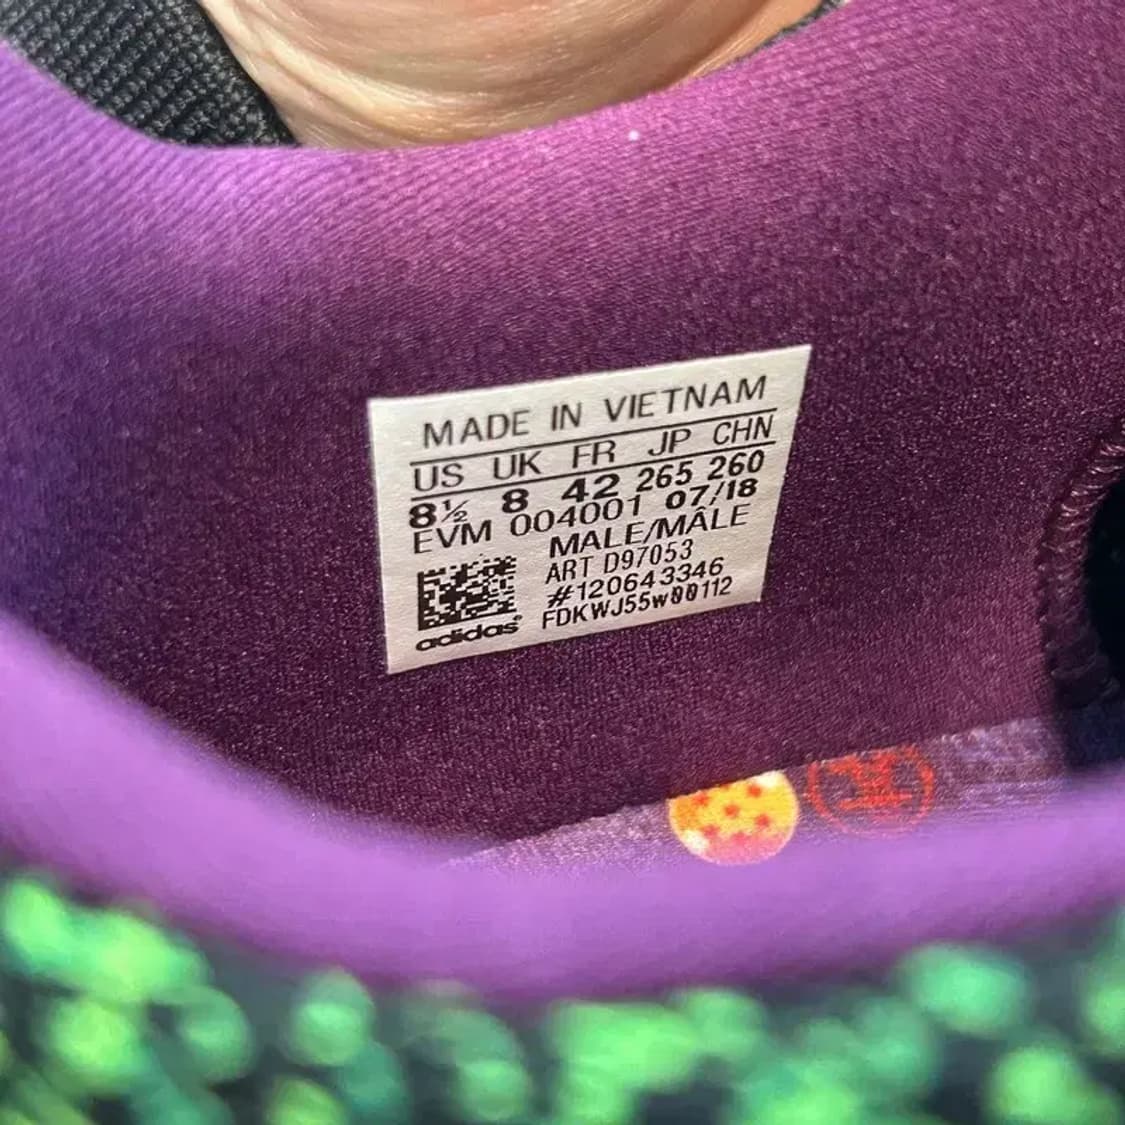 MADE IN VIETNAM
US UK FR JP CHN
8½ 8 42 265 260
EVM 004001 07/18
MALE/MÂLE
ART D97053
#120643346
FDKWJ55w00112
adidas